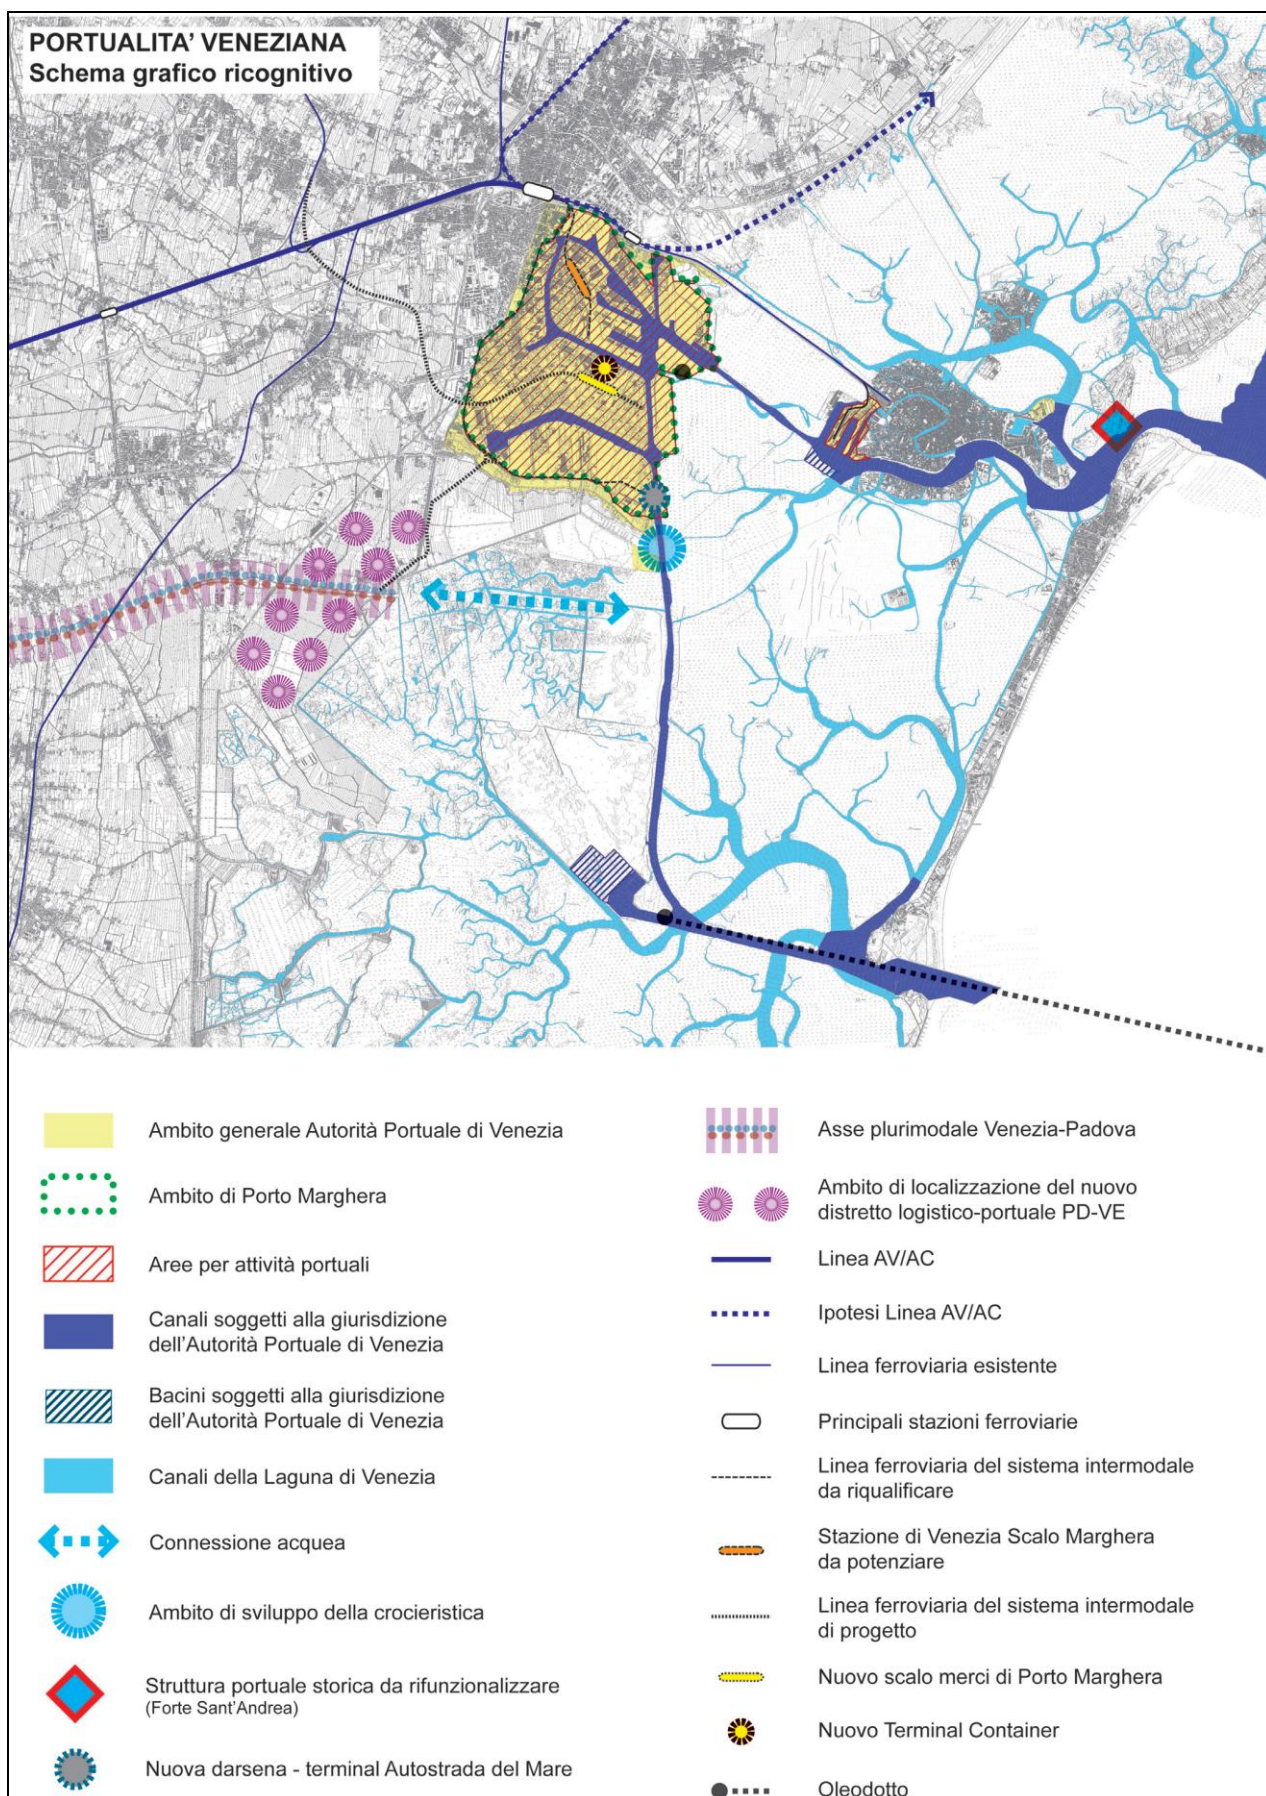 PORTUALITA’ VENEZIANA
Schema grafico ricognitivo
Ambito generale Autorità Portuale di Venezia
Ambito di Porto Marghera
Aree per attività portuali
Canali soggetti alla giurisdizione
dell’Autorità Portuale di Venezia
Bacini soggetti alla giurisdizione
dell’Autorità Portuale di Venezia
Canali della Laguna di Venezia
Connessione acquea
Ambito di sviluppo della crocieristica
Struttura portuale storica da rifunzionalizzare
(Forte Sant’Andrea)
Nuova darsena - terminal Autostrada del Mare
Asse plurimodale Venezia-Padova
Ambito di localizzazione del nuovo
distretto logistico-portuale PD-VE
Linea AV/AC
Ipotesi Linea AV/AC
Linea ferroviaria esistente
Principali stazioni ferroviarie
Linea ferroviaria del sistema intermodale
da riqualificare
Stazione di Venezia Scalo Marghera
da potenziare
Linea ferroviaria del sistema intermodale
di progetto
Nuovo scalo merci di Porto Marghera
Nuovo Terminal Container
Oleodotto